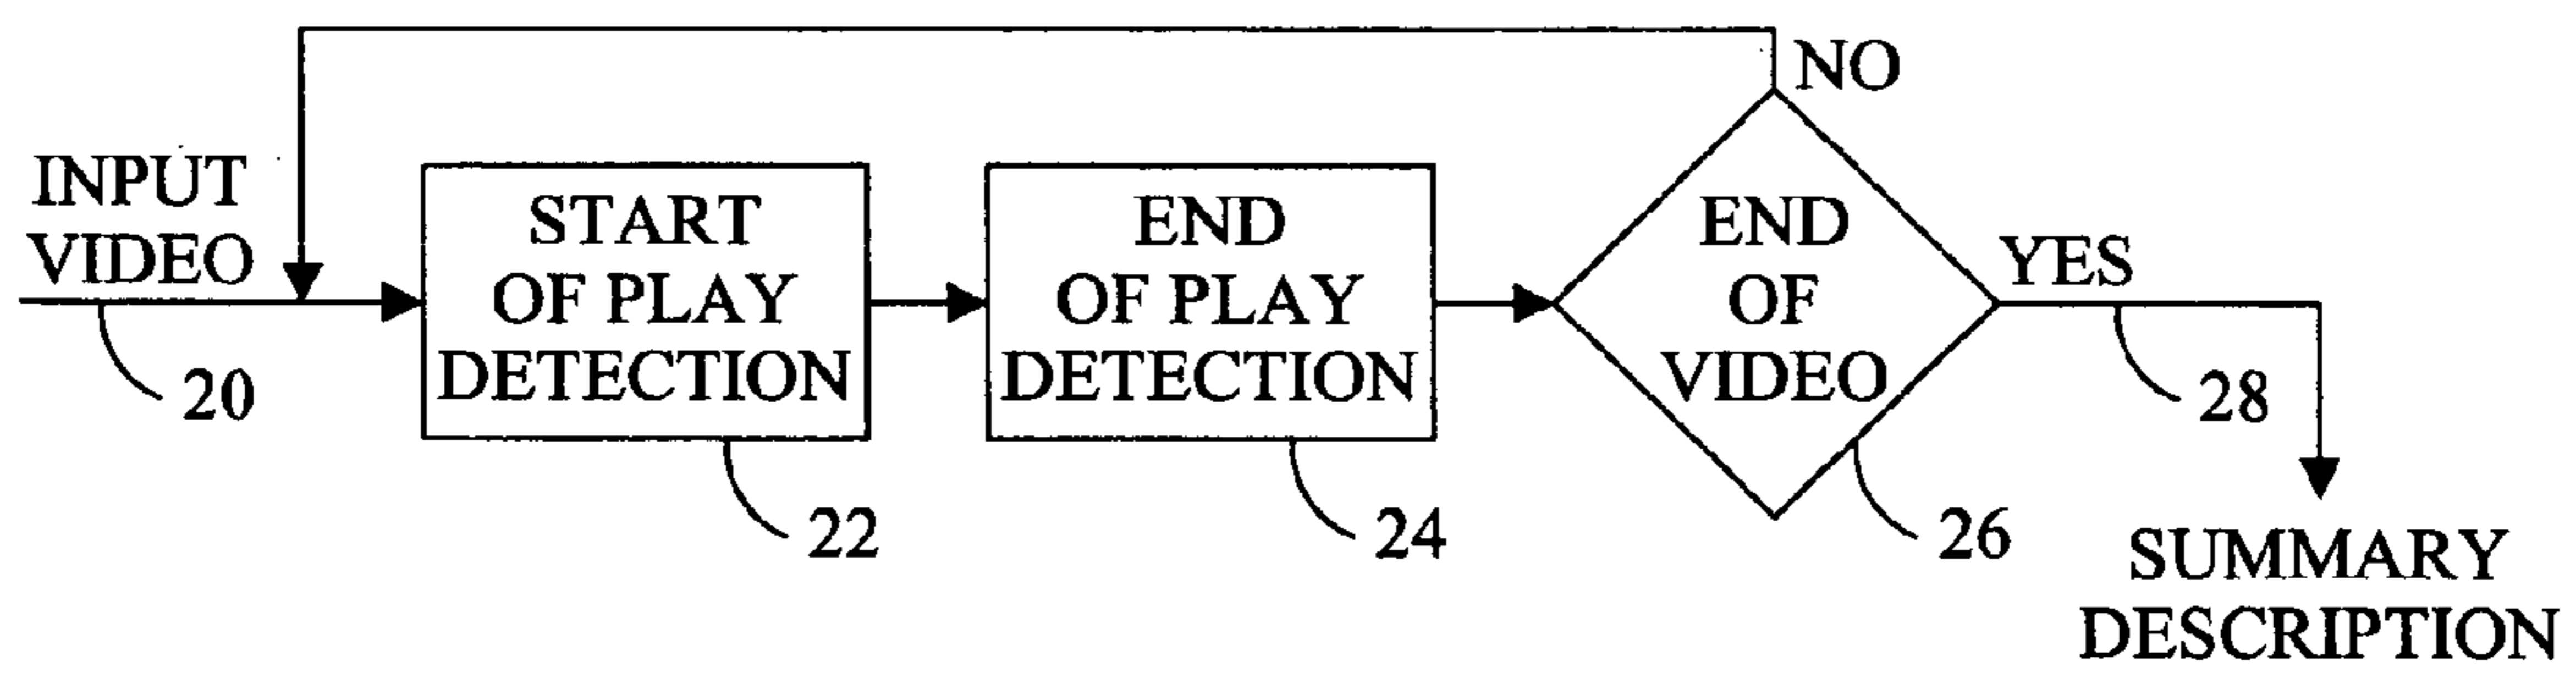 INPUT
VIDEO
20
START
OF PLAY
DETECTION
22
END
OF PLAY
DETECTION
24
END
OF
VIDEO
26
NO
YES
28
SUMMARY
DESCRIPTION